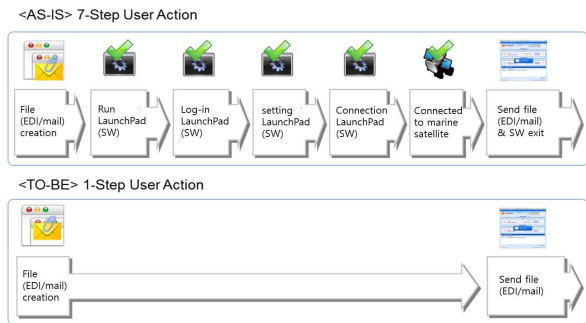 <AS-IS> 7-Step User Action
File
(EDI/mail)
creation
Run
LaunchPad
(SW)
Log-in
LaunchPad
(SW)
setting
LaunchPad
(SW)
Connection
LaunchPad
(SW)
Connected
to marine
satellite
Send file
(EDI/mail)
& SW exit
<TO-BE> 1-Step User Action
File
(EDI/mail)
creation
Send file
(EDI/mail)